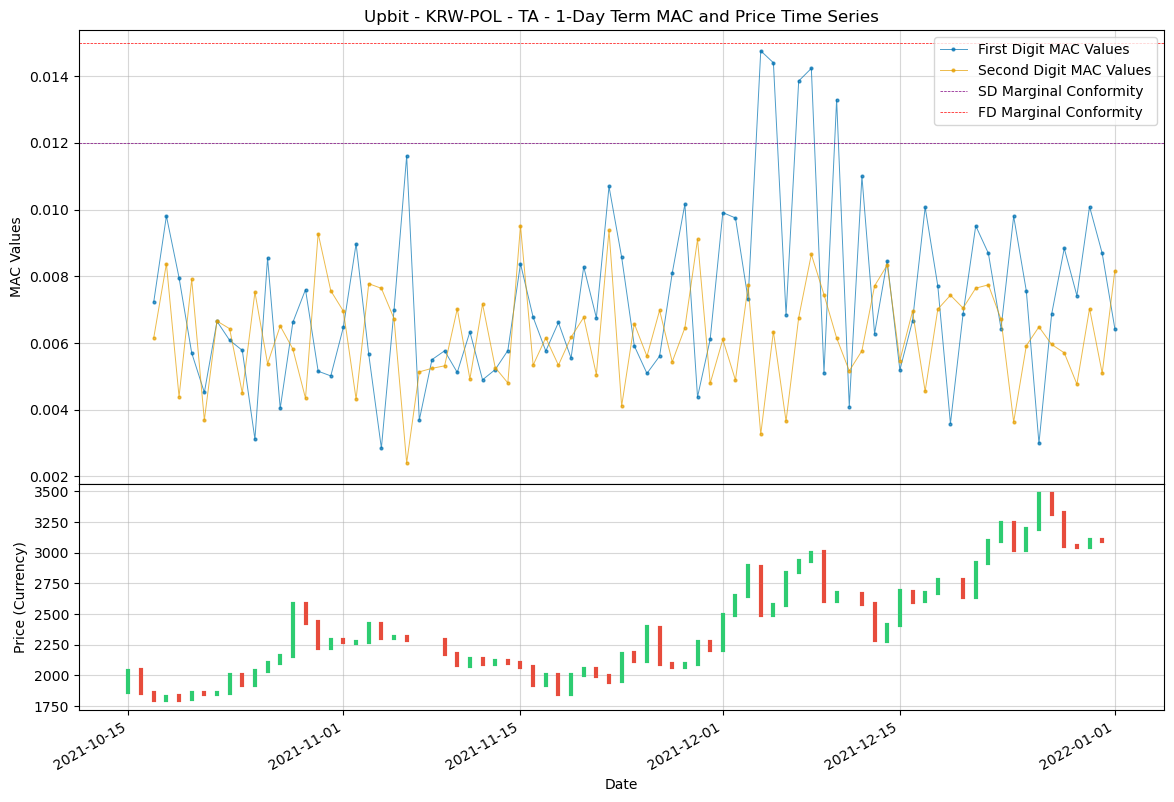 Upbit - KRW-POL - TA - 1-Day Term MAC and Price Time Series
First Digit MAC Values
Second Digit MAC Values
SD Marginal Conformity
FD Marginal Conformity
MAC Values
0.014
0.012
0.010
0.008
0.006
0.004
0.002
Price (Currency)
3500
3250
3000
2750
2500
2250
2000
1750
2021-10-15
2021-11-01
2021-11-15
2021-12-01
2021-12-15
2022-01-01
Date